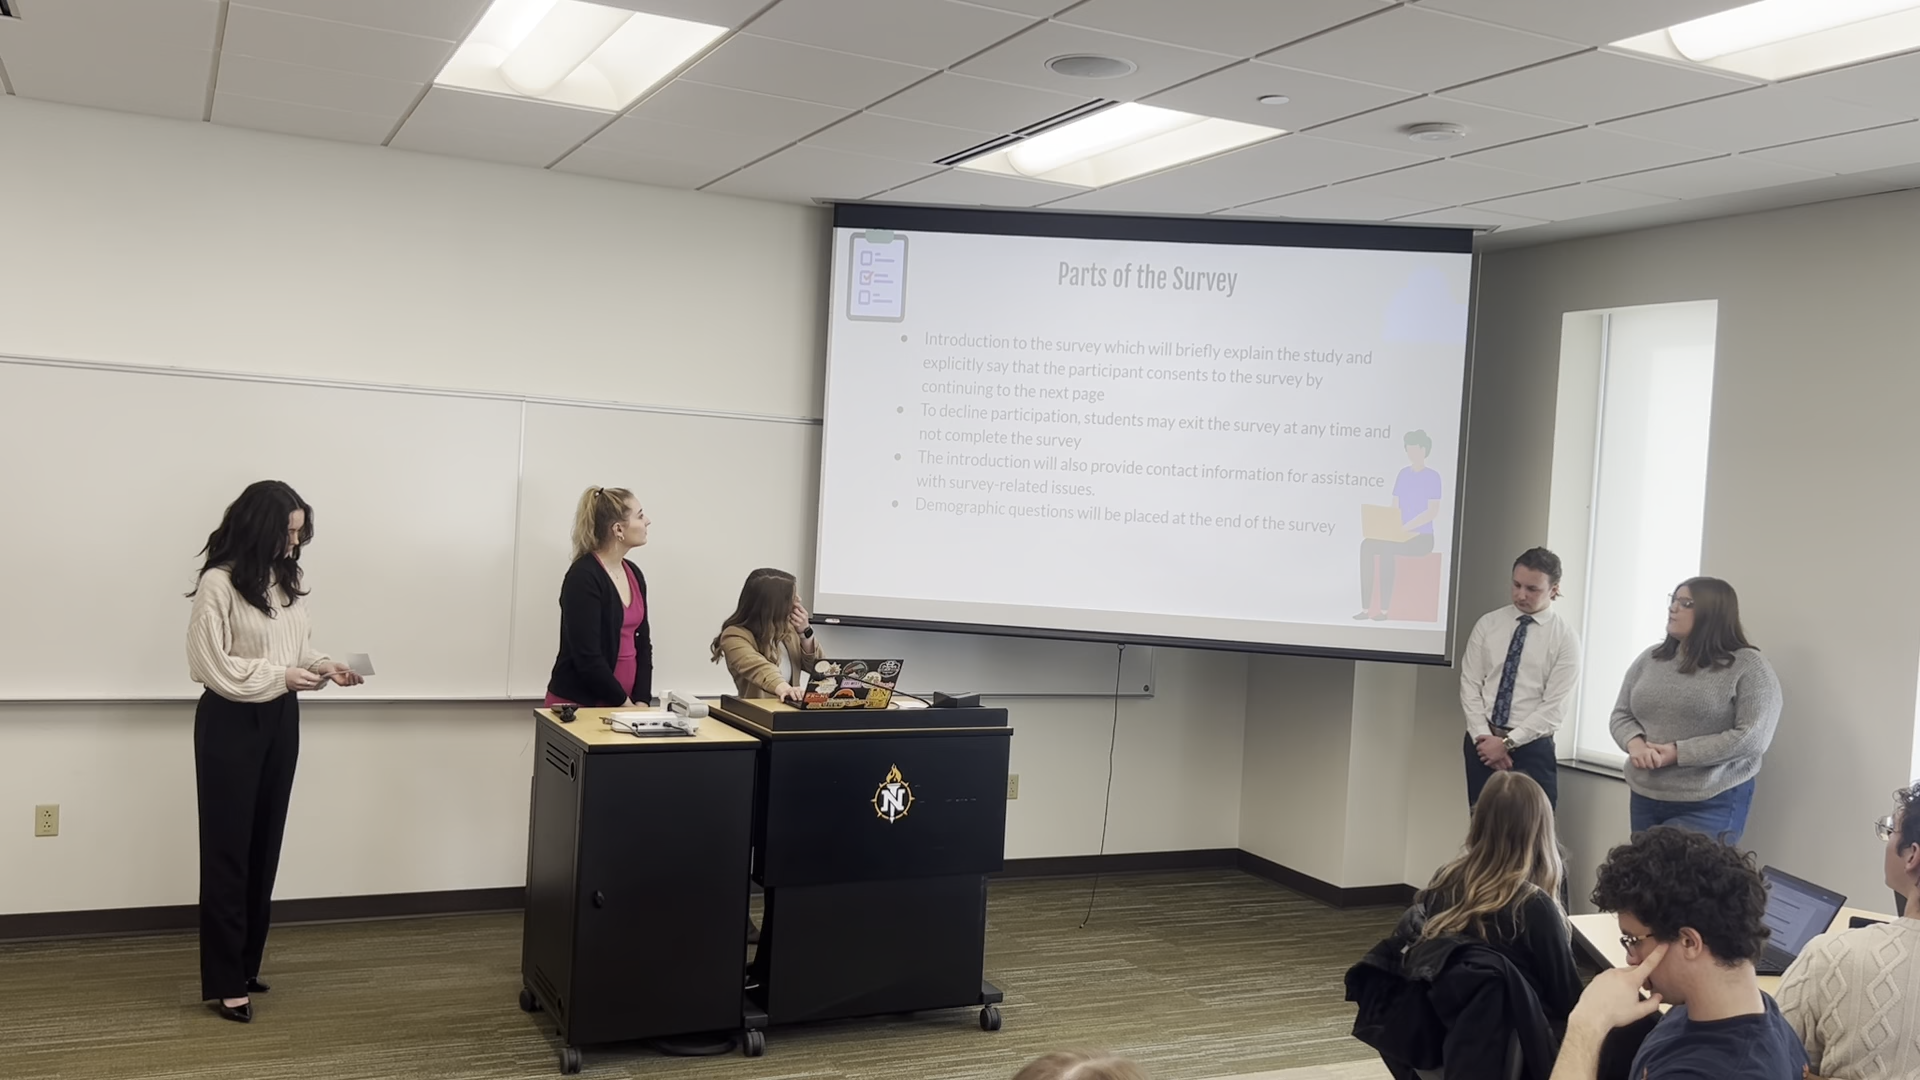 Parts of the Survey
Introduction to the survey which will briefly explain the study and
explicitly say that the participant consents to the survey by
continuing to the next page
To decline participation, students may exit the survey at any time and
not complete the survey
The introduction will also provide contact information for assistance
with survey-related issues.
Demographic questions will be placed at the end of the survey
N